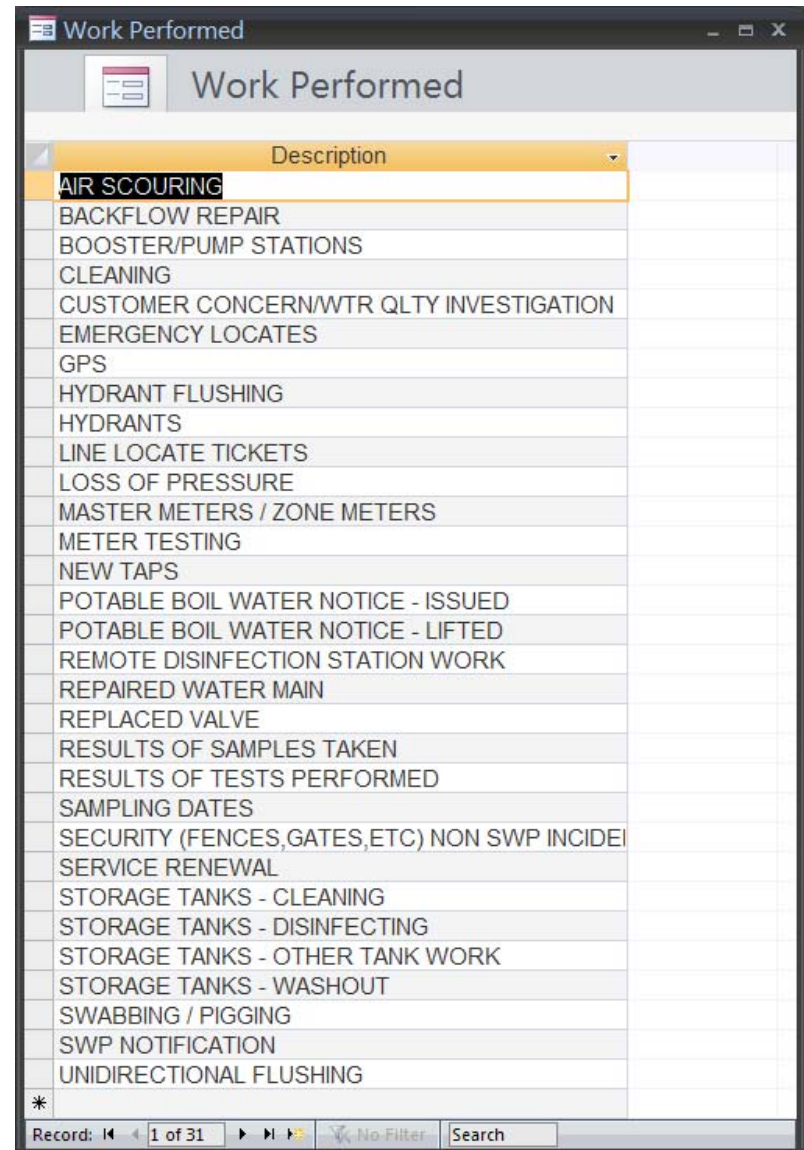 Work Performed
Work Performed
Description
AIR SCOURING
BACKFLOW REPAIR
BOOSTER/PUMP STATIONS
CLEANING
CUSTOMER CONCERN/WTR QLTY INVESTIGATION
EMERGENCY LOCATES
GPS
HYDRANT FLUSHING
HYDRANTS
LINE LOCATE TICKETS
LOSS OF PRESSURE
MASTER METERS / ZONE METERS
METER TESTING
NEW TAPS
POTABLE BOIL WATER NOTICE - ISSUED
POTABLE BOIL WATER NOTICE - LIFTED
REMOTE DISINFECTION STATION WORK
REPAIRED WATER MAIN
REPLACED VALVE
RESULTS OF SAMPLES TAKEN
RESULTS OF TESTS PERFORMED
SAMPLING DATES
SECURITY (FENCES,GATES,ETC) NON SWP INCIDE
SERVICE RENEWAL
STORAGE TANKS - CLEANING
STORAGE TANKS - DISINFECTING
STORAGE TANKS - OTHER TANK WORK
STORAGE TANKS - WASHOUT
SWABBING / PIGGING
SWP NOTIFICATION
UNIDIRECTIONAL FLUSHING
Record: 1 of 31 No Filter Search